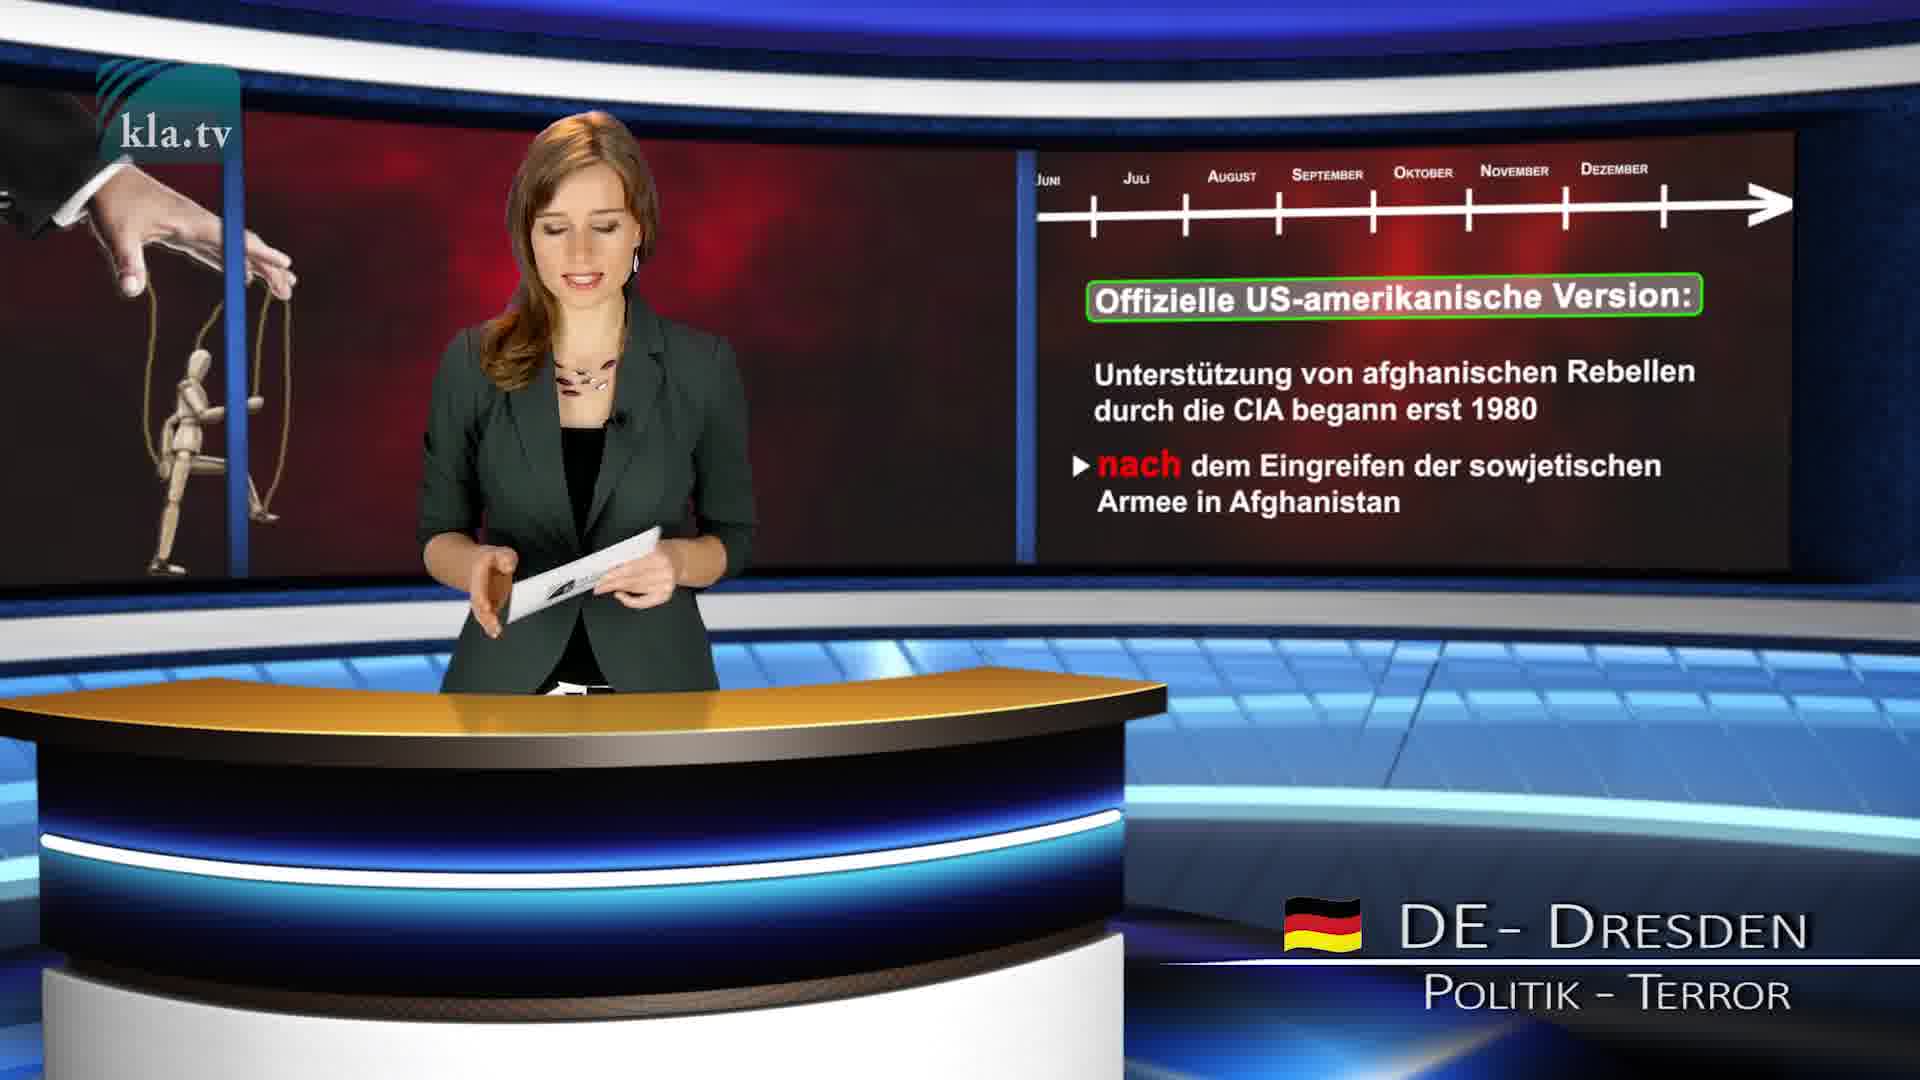 kla.tv
Juni Juli August September Oktober November Dezember
Offizielle US-amerikanische Version:
Unterstützung von afghanischen Rebellen
durch die CIA begann erst 1980
nach dem Eingreifen der sowjetischen
Armee in Afghanistan
DE- Dresden
Politik - Terror